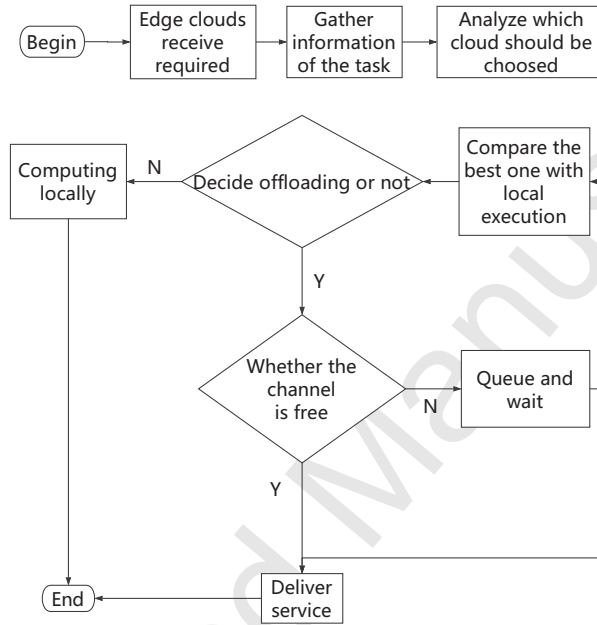 Begin
Edge clouds
receive
required
Gather
information
of the task
Analyze which
cloud should be
choosed
Computing
locally
N
Decide offloading or not
Compare the
best one with
local
execution
Y
Whether the
channel
is free
N
Queue and
wait
Y
End
Deliver
service
d Manu